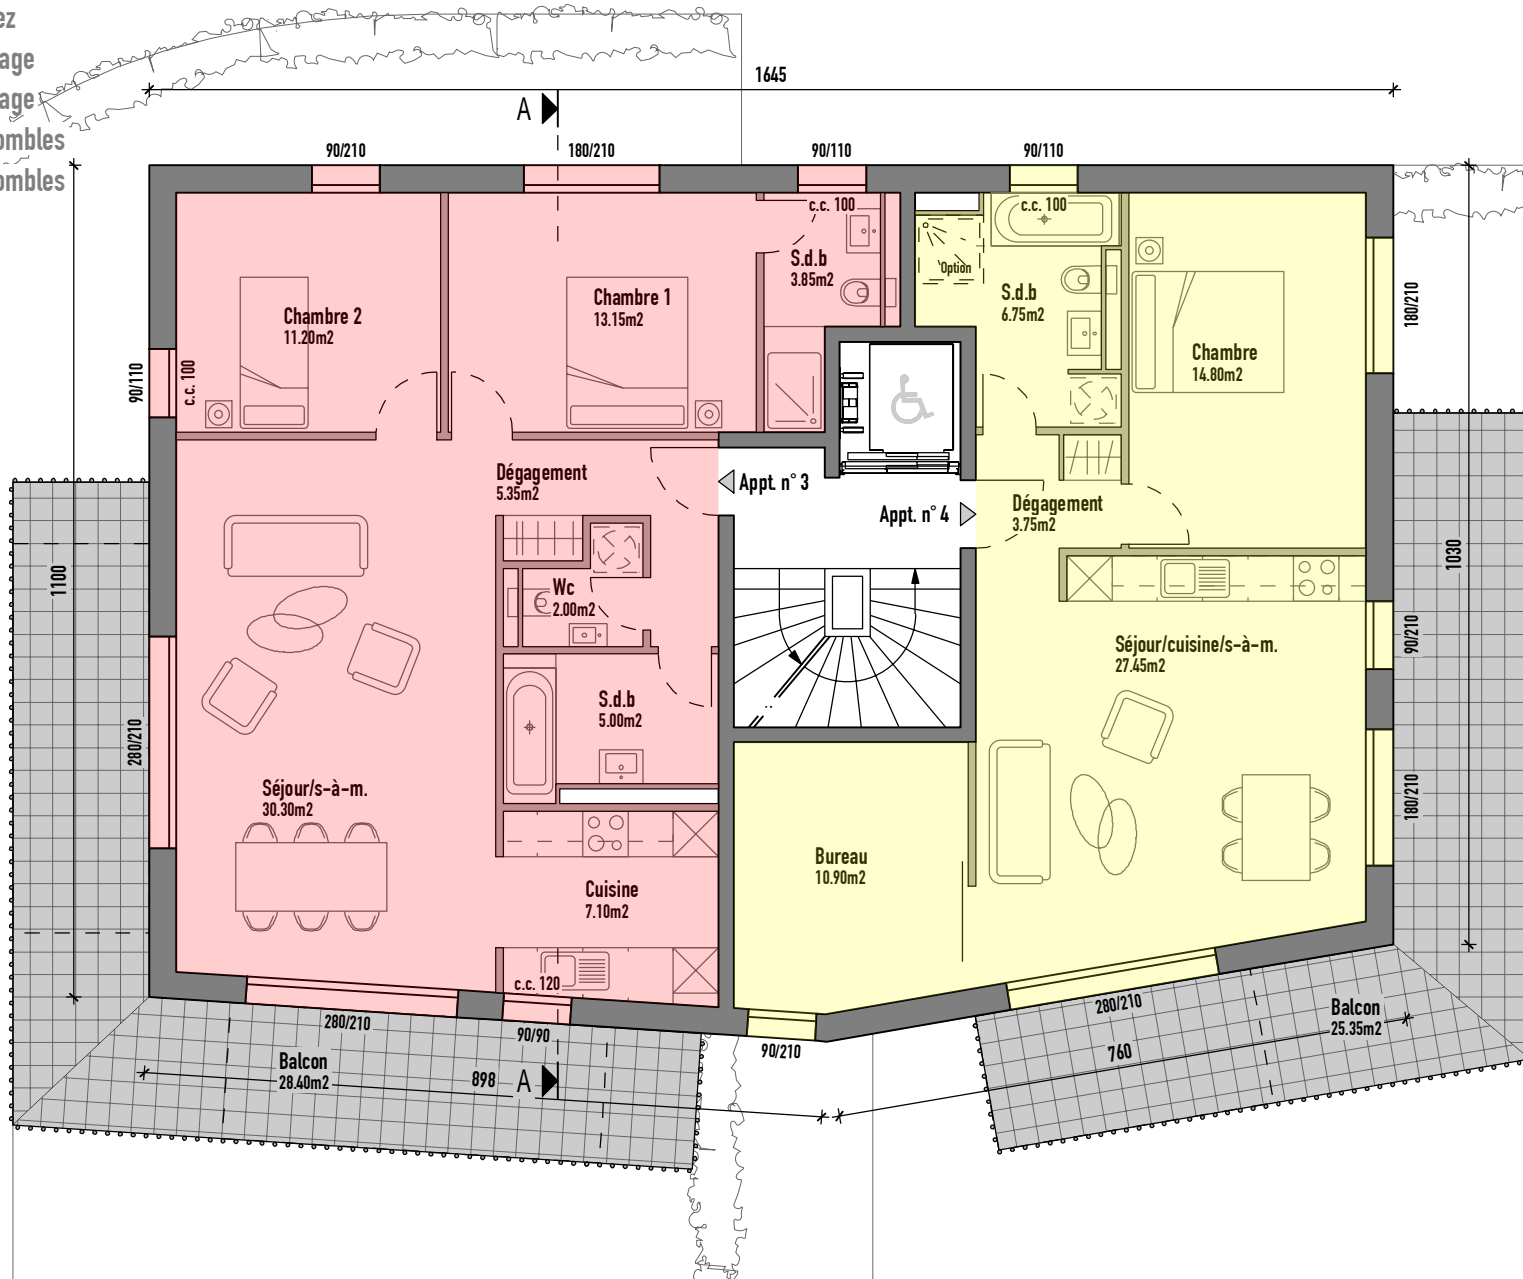 ez
age
age
ombles
ombles
1645
A
90/210
180/210
90/110
90/110
c.c. 100
c.c. 100
S.d.b
3.85m2
Option
S.d.b
6.75m2
Chambre 2
11.20m2
Chambre 1
13.15m2
180/210
Chambre
14.80m2
90/110
c.c. 100
Dégagement
5.35m2
Appt. n° 3
Appt. n° 4
Dégagement
3.75m2
1100
1030
Wc
2.00m2
90/210
Séjour/cuisine/s-à-m.
27.45m2
S.d.b
5.00m2
280/210
Séjour/s-à-m.
30.30m2
180/210
Bureau
10.90m2
Cuisine
7.10m2
c.c. 120
280/210
90/90
90/210
280/210
Balcon
25.35m2
760
Balcon
28.40m2
898
A